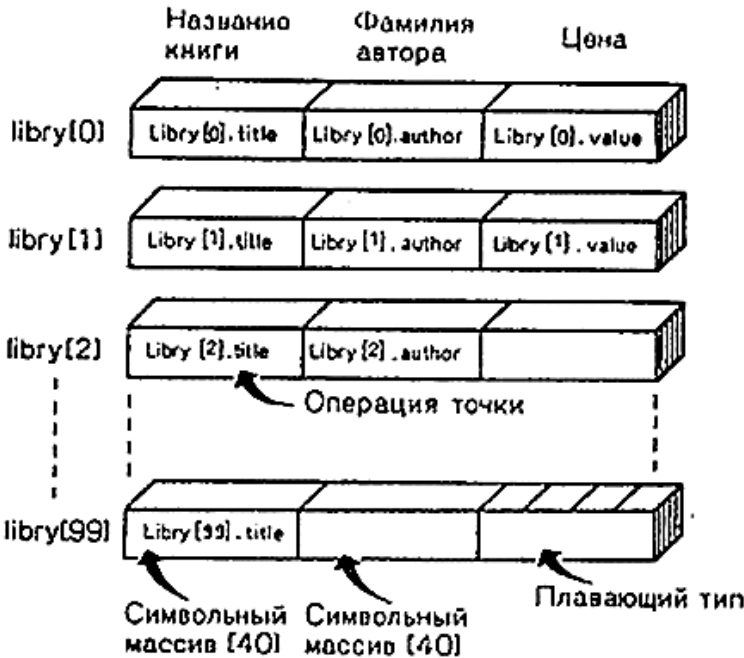 Название
книги
Фамилия
автора
Цена
libry[0]
Libry [0]. title
Libry [0].author
Libry [0]. value
libry[1]
Libry [1].title
Libry [1]. author
Libry [1]. value
libry[2]
Libry [2].title
Libry [2]. author
Операция точки
libry[99]
Libry [99].title
Символьный
массив [40]
Символьный
массив [40]
Плавающий тип